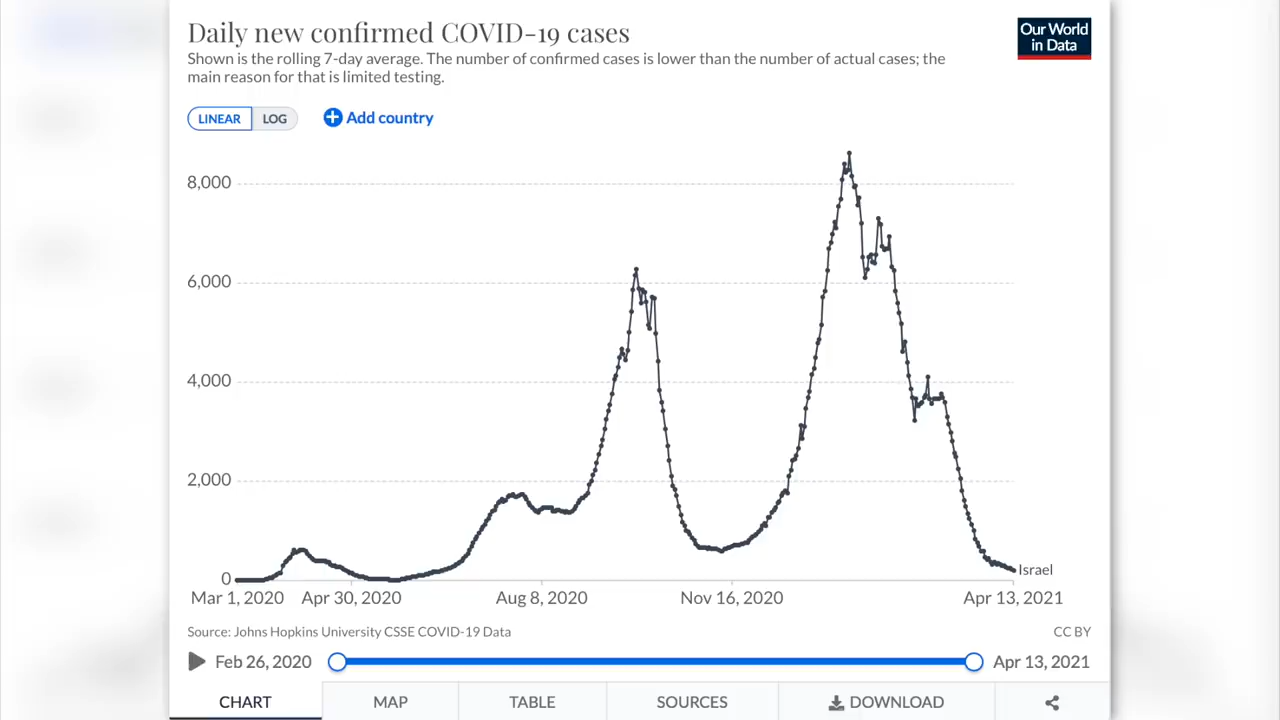 Daily new confirmed COVID-19 cases
Our World
in Data
Shown is the rolling 7-day average. The number of confirmed cases is lower than the number of actual cases; the
main reason for that is limited testing.
LINEAR LOG
Add country
8,000
6,000
4,000
2,000
0
Israel
Mar 1, 2020 Apr 30, 2020 Aug 8, 2020 Nov 16, 2020 Apr 13, 2021
Source: Johns Hopkins University CSSE COVID-19 Data CC BY
Feb 26, 2020 Apr 13, 2021
CHART MAP TABLE SOURCES DOWNLOAD